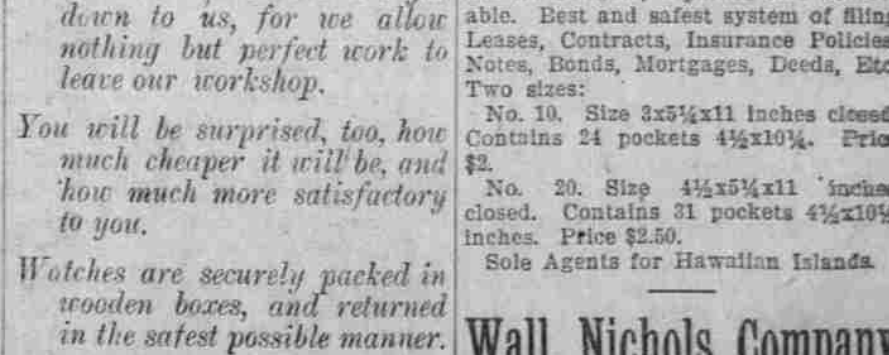 down to us, for we allow
nothing but perfect work to
leave our workshop.
You will be surprised, too, how
much cheaper it will be, and
how much more satisfactory
to you.
Watches are securely packed in
wooden boxes, and returned
in the safest possible manner.
able. Best and safest system of filin
Leases, Contracts, Insurance Policies
Notes, Bonds, Mortgages, Deeds, Etc
Two sizes:
No. 10. Size 3x5¼x11 inches closed
Contains 24 pockets 4½x10¼. Pric
$2.
No. 20. Size 4½x5¼x11 inches
closed. Contains 31 pockets 4½x10¼
inches. Price $2.50.
Sole Agents for Hawaiian Islands
Wall, Nichols Company